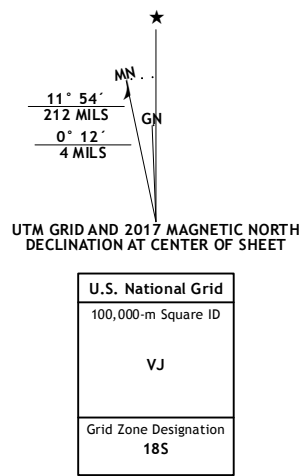 ★
MN
11° 54´
212 MILS
GN
0° 12´
4 MILS
UTM GRID AND 2017 MAGNETIC NORTH
DECLINATION AT CENTER OF SHEET
U.S. National Grid
100,000-m Square ID
VJ
Grid Zone Designation
18S